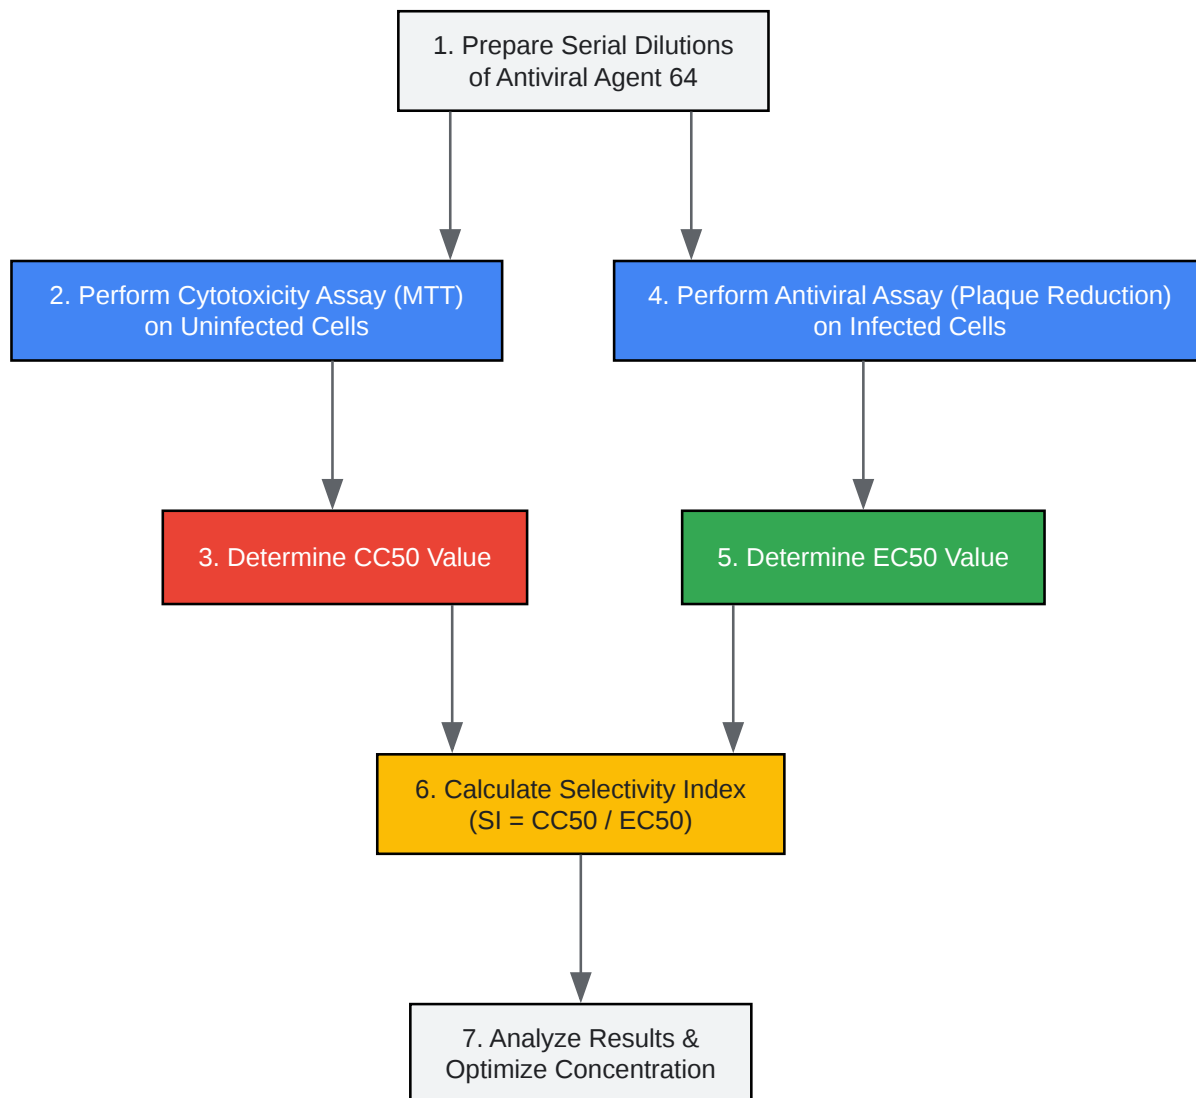 1. Prepare Serial Dilutions
of Antiviral Agent 64
2. Perform Cytotoxicity Assay (MTT)
on Uninfected Cells
4. Perform Antiviral Assay (Plaque Reduction)
on Infected Cells
3. Determine CC50 Value
5. Determine EC50 Value
6. Calculate Selectivity Index
(SI = CC50 / EC50)
7. Analyze Results &
Optimize Concentration